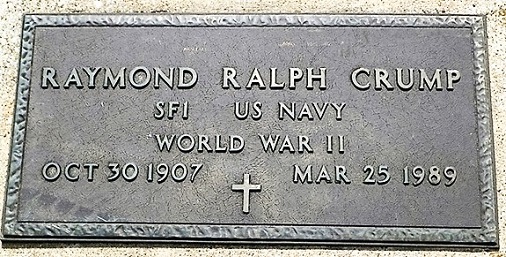 RAYMOND RALPH CRUMP
SF1 US NAVY
WORLD WAR II
OCT 30 1907 MAR 25 1989